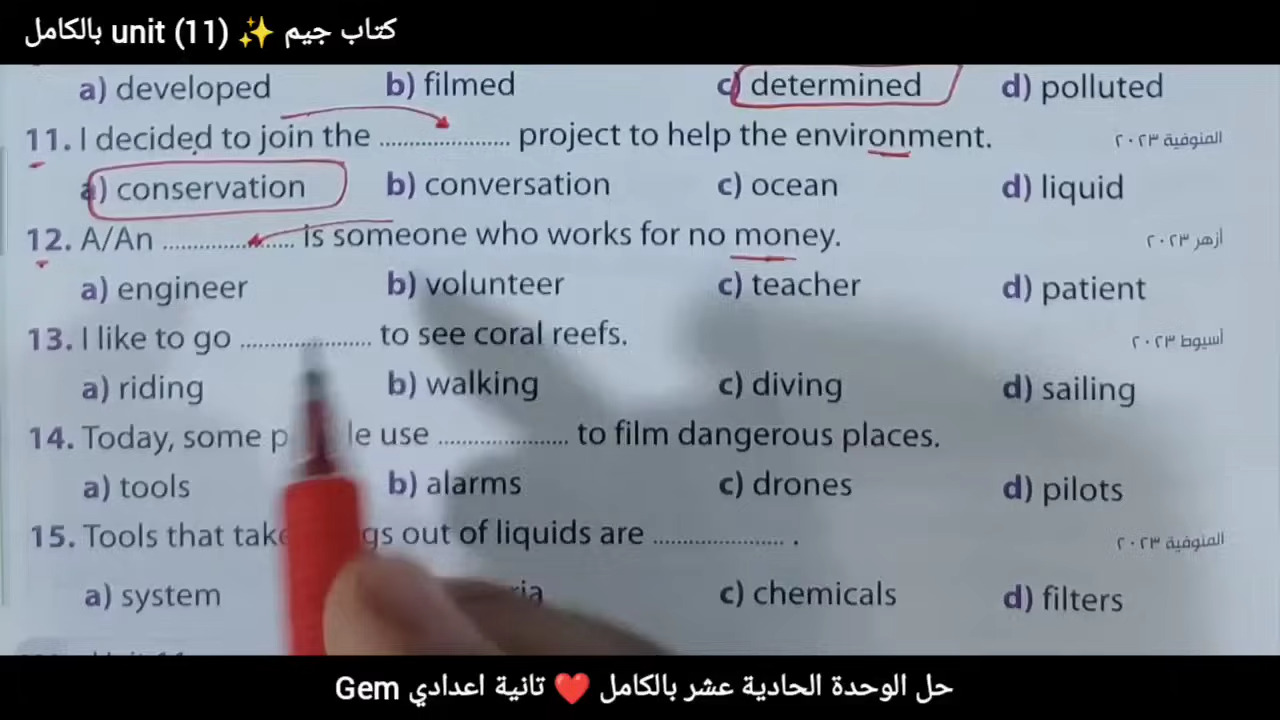 كتاب جيم ✨ unit (11) بالكامل
a) developed b) filmed c) determined d) polluted
11. I decided to join the .................... project to help the environment. المنوفية ٢٠٢٣
a) conservation b) conversation c) ocean d) liquid
12. A/An .................... is someone who works for no money. أزهر ٢٠٢٣
a) engineer b) volunteer c) teacher d) patient
13. I like to go .................... to see coral reefs. أسيوط ٢٠٢٣
a) riding b) walking c) diving d) sailing
14. Today, some use .................... to film dangerous places.
a) tools b) alarms c) drones d) pilots
15. Tools that out of liquids are .................... . المنوفية ٢٠٢٣
a) system c) chemicals d) filters
حل الوحدة الحادية عشر بالكامل ❤️ تانية اعدادي Gem